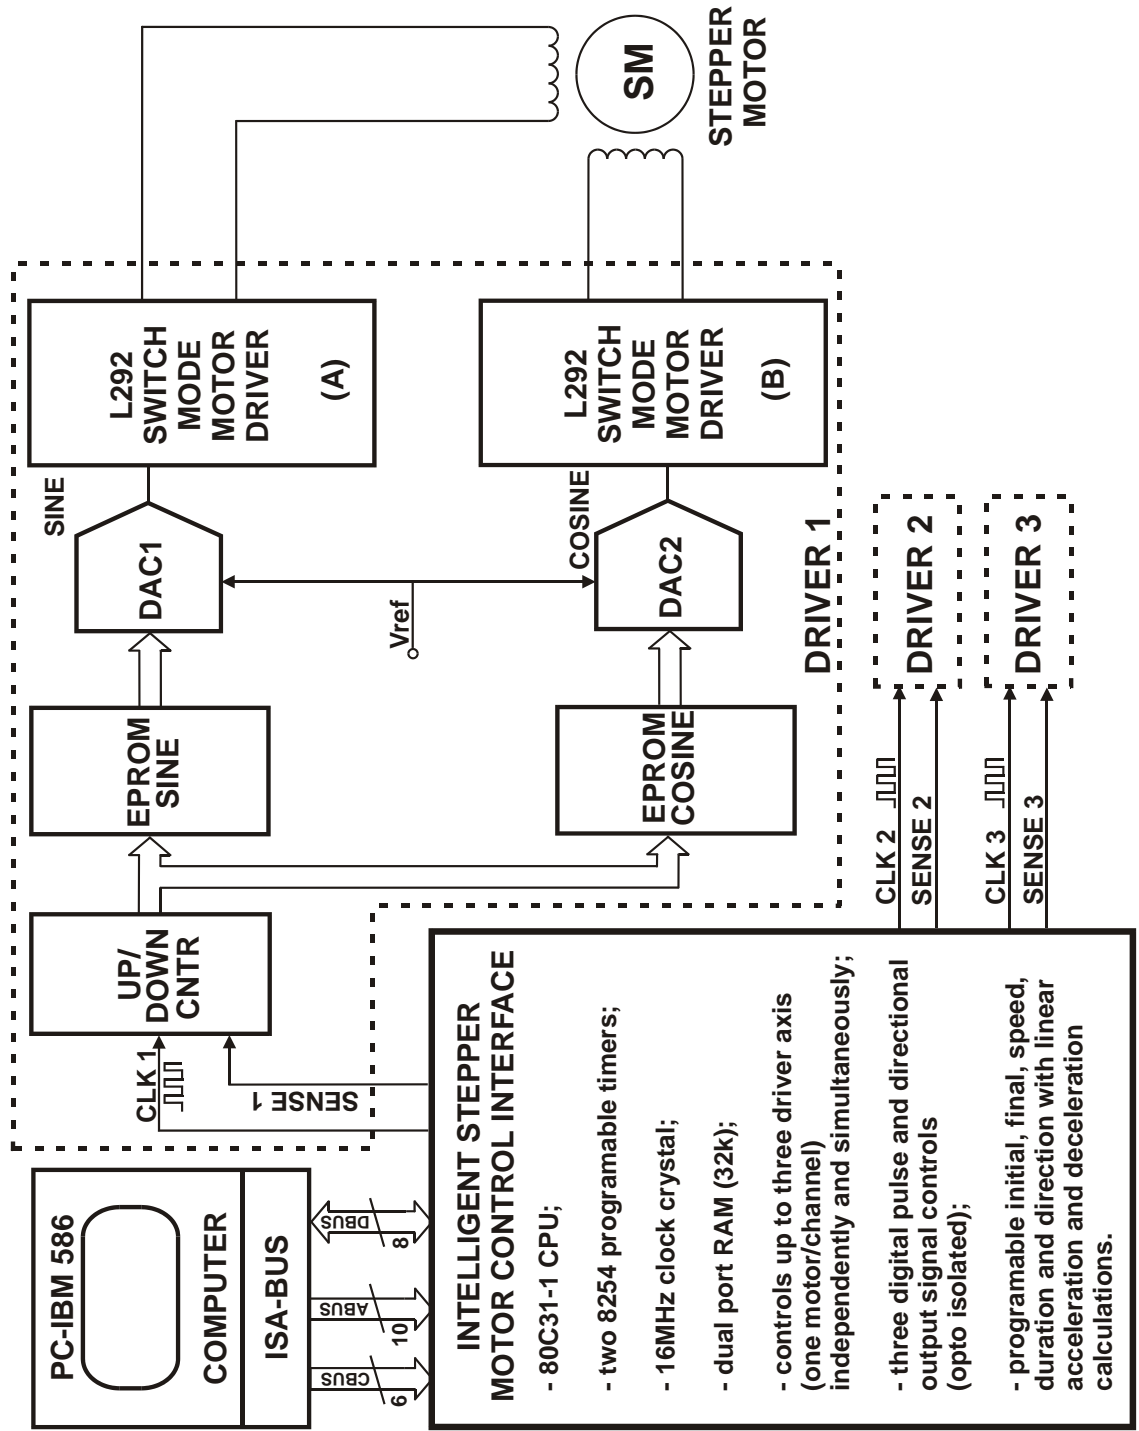 PC-IBM 586
COMPUTER
ISA-BUS
CBUS
6
ABUS
10
DBUS
8
INTELLIGENT STEPPER
MOTOR CONTROL INTERFACE
- 80C31-1 CPU;
- two 8254 programable timers;
- 16MHz clock crystal;
- dual port RAM (32k);
- controls up to three driver axis
(one motor/channel)
independently and simultaneously;
- three digital pulse and directional
output signal controls
(opto isolated);
- programable initial, final, speed,
duration and direction with linear
acceleration and deceleration
calculations.
CLK 1
SENSE 1
UP/
DOWN
CNTR
EPROM
SINE
EPROM
COSINE
DAC1
SINE
Vref
DAC2
COSINE
L292
SWITCH
MODE
MOTOR
DRIVER
(A)
L292
SWITCH
MODE
MOTOR
DRIVER
(B)
SM
STEPPER
MOTOR
DRIVER 1
CLK 2
SENSE 2
DRIVER 2
CLK 3
SENSE 3
DRIVER 3